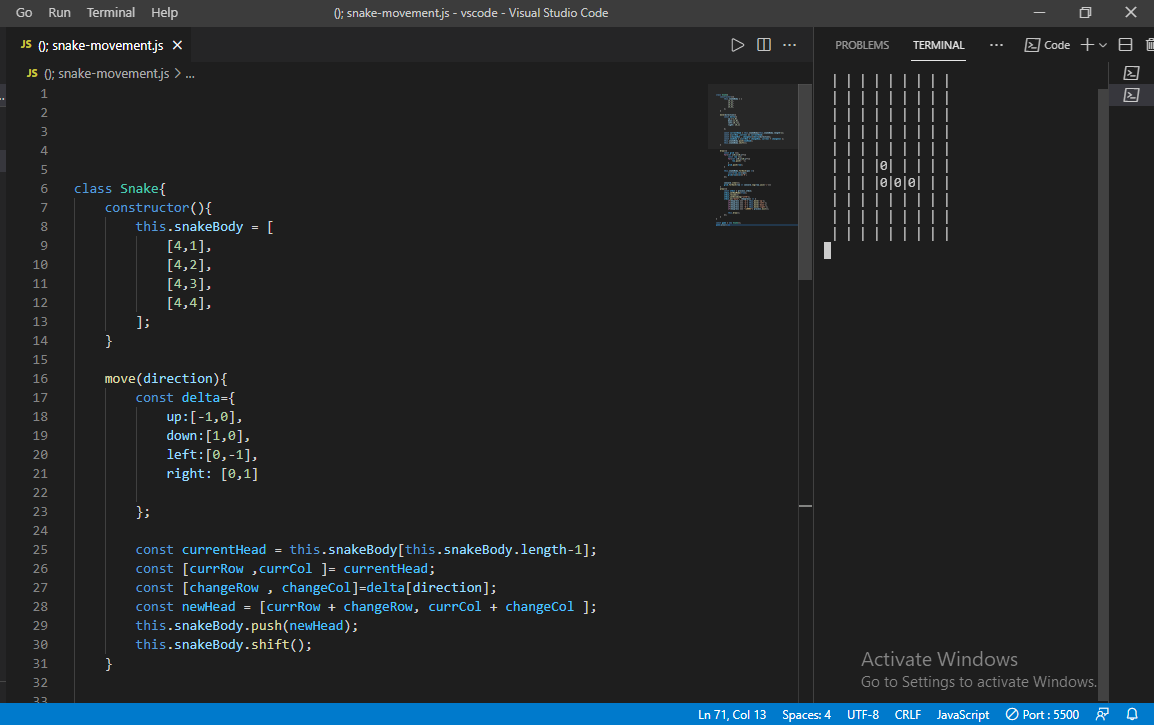 Go Run Terminal Help (); snake-movement.js - vscode - Visual Studio Code
JS (); snake-movement.js
JS (); snake-movement.js > ...
1
2
3
4
5
6 class Snake{
7 constructor(){
8 this.snakeBody = [
9 [4,1],
10 [4,2],
11 [4,3],
12 [4,4],
13 ];
14 }
15
16 move(direction){
17 const delta={
18 up:[-1,0],
19 down:[1,0],
20 left:[0,-1],
21 right: [0,1]
22
23 };
24
25 const currentHead = this.snakeBody[this.snakeBody.length-1];
26 const [currRow ,currCol ]= currentHead;
27 const [changeRow , changeCol]=delta[direction];
28 const newHead = [currRow + changeRow, currCol + changeCol ];
29 this.snakeBody.push(newHead);
30 this.snakeBody.shift();
31 }
32
33
PROBLEMS TERMINAL ... Code
| | | | | | | | |
| | | | | | | | |
| | | | | | | | |
| | | | | | | | |
| | | | | | | | |
| | | |0| | | | |
| | | |0|0|0| | |
| | | | | | | | |
| | | | | | | | |
| | | | | | | | |
Activate Windows
Go to Settings to activate Windows.
Ln 71, Col 13 Spaces: 4 UTF-8 CRLF JavaScript Port : 5500